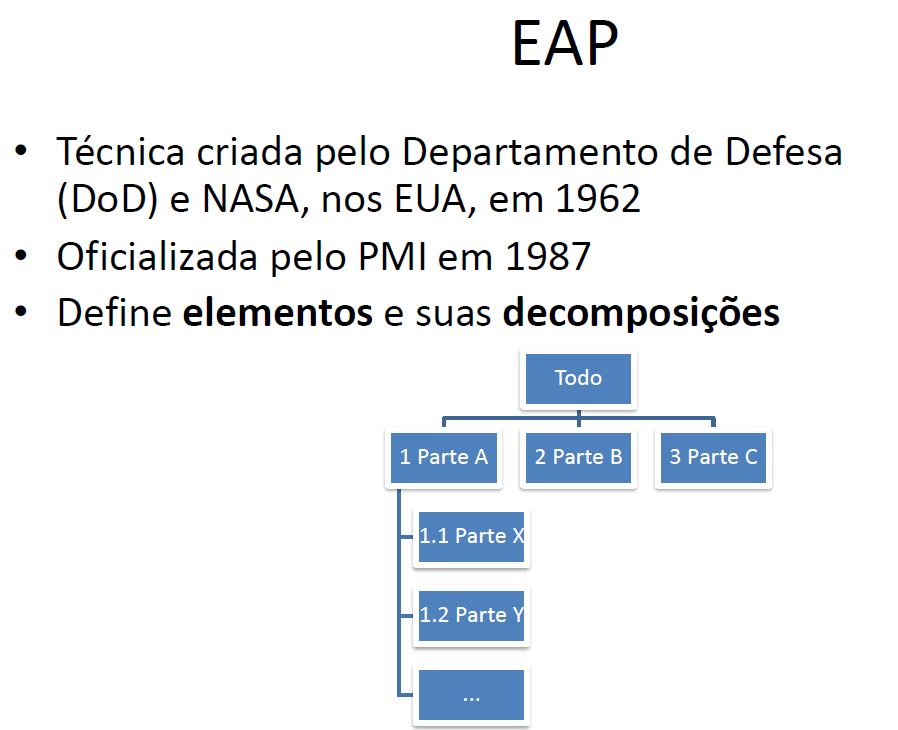 EAP
• Técnica criada pelo Departamento de Defesa
(DoD) e NASA, nos EUA, em 1962
• Oficializada pelo PMI em 1987
• Define elementos e suas decomposições
Todo
1 Parte A
2 Parte B
3 Parte C
1.1 Parte X
1.2 Parte Y
...